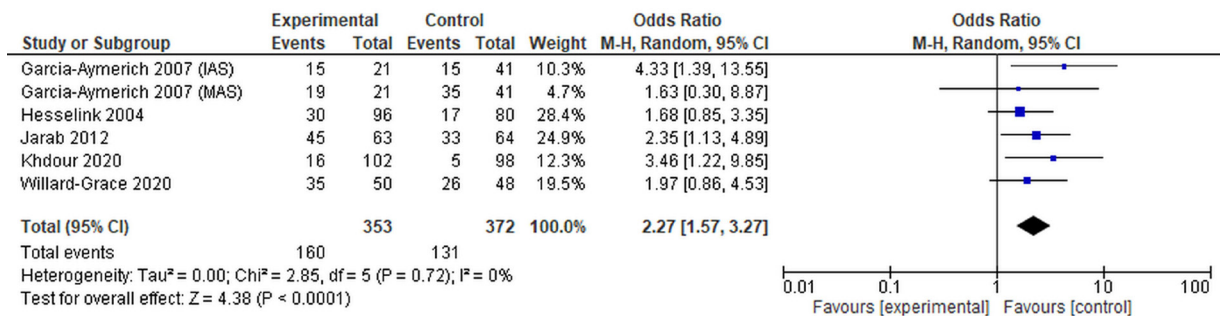 Experimental Control Odds Ratio Odds Ratio
Study or Subgroup Events Total Events Total Weight M-H, Random, 95% CI M-H, Random, 95% CI
Garcia-Aymerich 2007 (IAS) 15 21 15 41 10.3% 4.33 [1.39, 13.55]
Garcia-Aymerich 2007 (MAS) 19 21 35 41 4.7% 1.63 [0.30, 8.87]
Hesselink 2004 30 96 17 80 28.4% 1.68 [0.85, 3.35]
Jarab 2012 45 63 33 64 24.9% 2.35 [1.13, 4.89]
Khdour 2020 16 102 5 98 12.3% 3.46 [1.22, 9.85]
Willard-Grace 2020 35 50 26 48 19.5% 1.97 [0.86, 4.53]
Total (95% CI) 353 372 100.0% 2.27 [1.57, 3.27]
Total events 160 131
Heterogeneity: Tau² = 0.00; Chi² = 2.85, df = 5 (P = 0.72); I² = 0%
Test for overall effect: Z = 4.38 (P < 0.0001)
0.01 0.1 1 10 100
Favours [experimental] Favours [control]